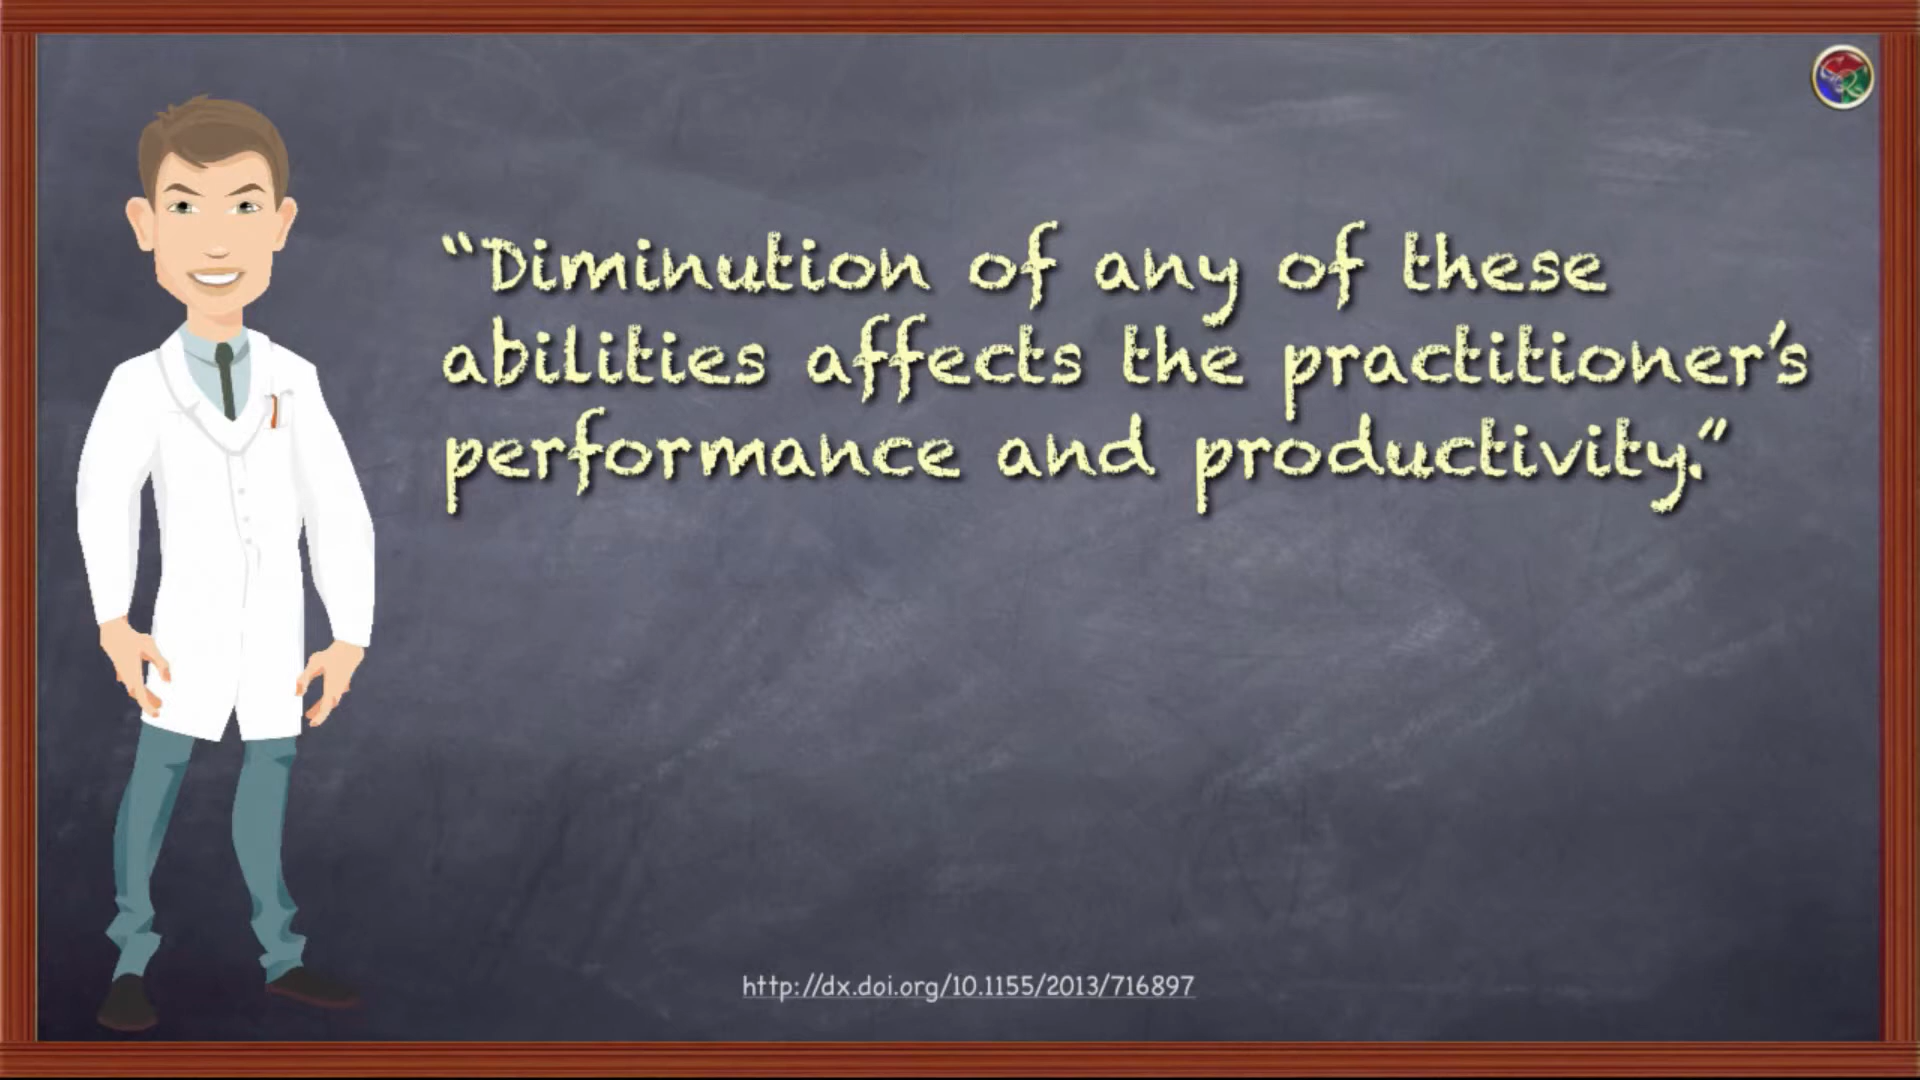 “Diminution of any of these
abilities affects the practitioner’s
performance and productivity.”
http://dx.doi.org/10.1155/2013/716897